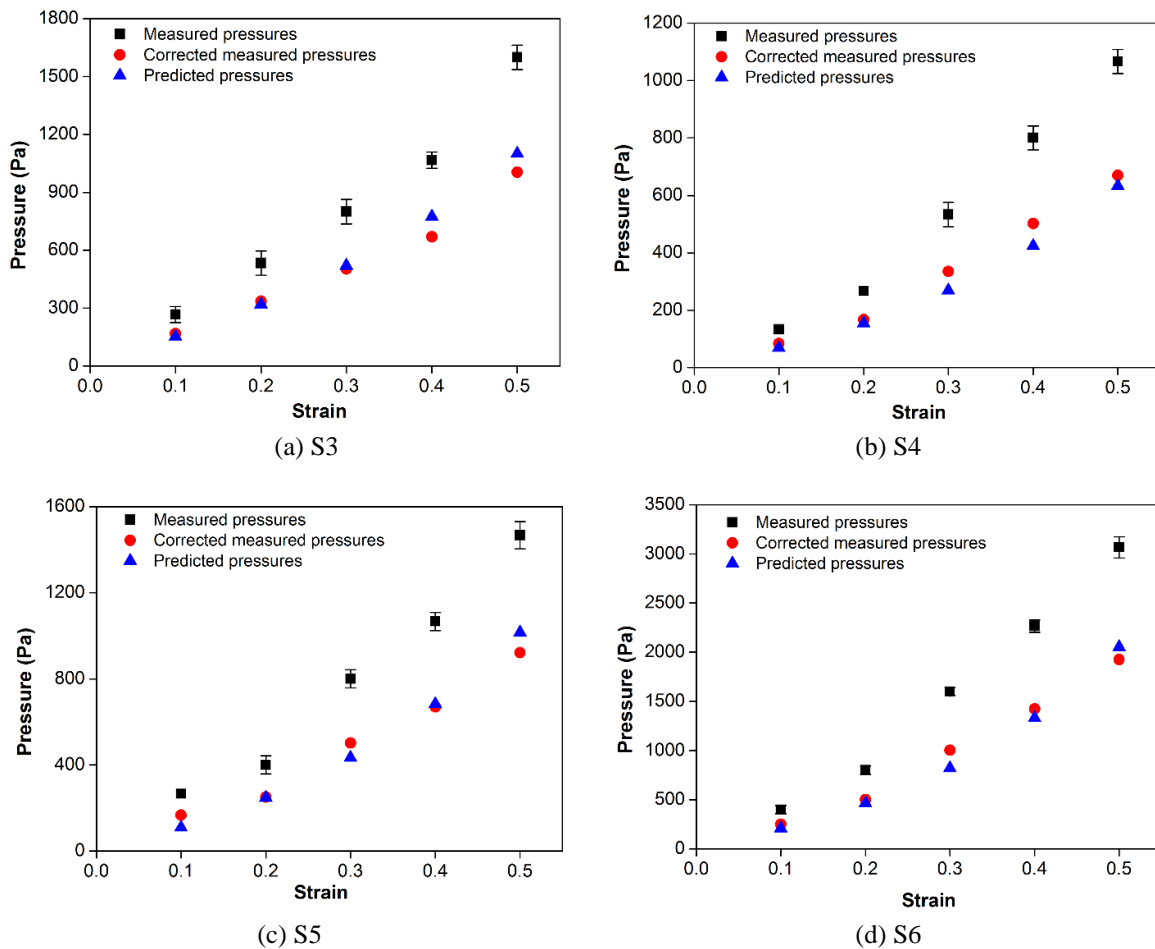 1800
1500
1200
900
600
300
0
Pressure (Pa)
Measured pressures
Corrected measured pressures
Predicted pressures
0.0 0.1 0.2 0.3 0.4 0.5
Strain
(a) S3
1200
1000
800
600
400
200
0
Pressure (Pa)
Measured pressures
Corrected measured pressures
Predicted pressures
0.0 0.1 0.2 0.3 0.4 0.5
Strain
(b) S4
1600
1200
800
400
0
Pressure (Pa)
Measured pressures
Corrected measured pressures
Predicted pressures
0.0 0.1 0.2 0.3 0.4 0.5
Strain
(c) S5
3500
3000
2500
2000
1500
1000
500
0
Pressure (Pa)
Measured pressures
Corrected measured pressures
Predicted pressures
0.0 0.1 0.2 0.3 0.4 0.5
Strain
(d) S6